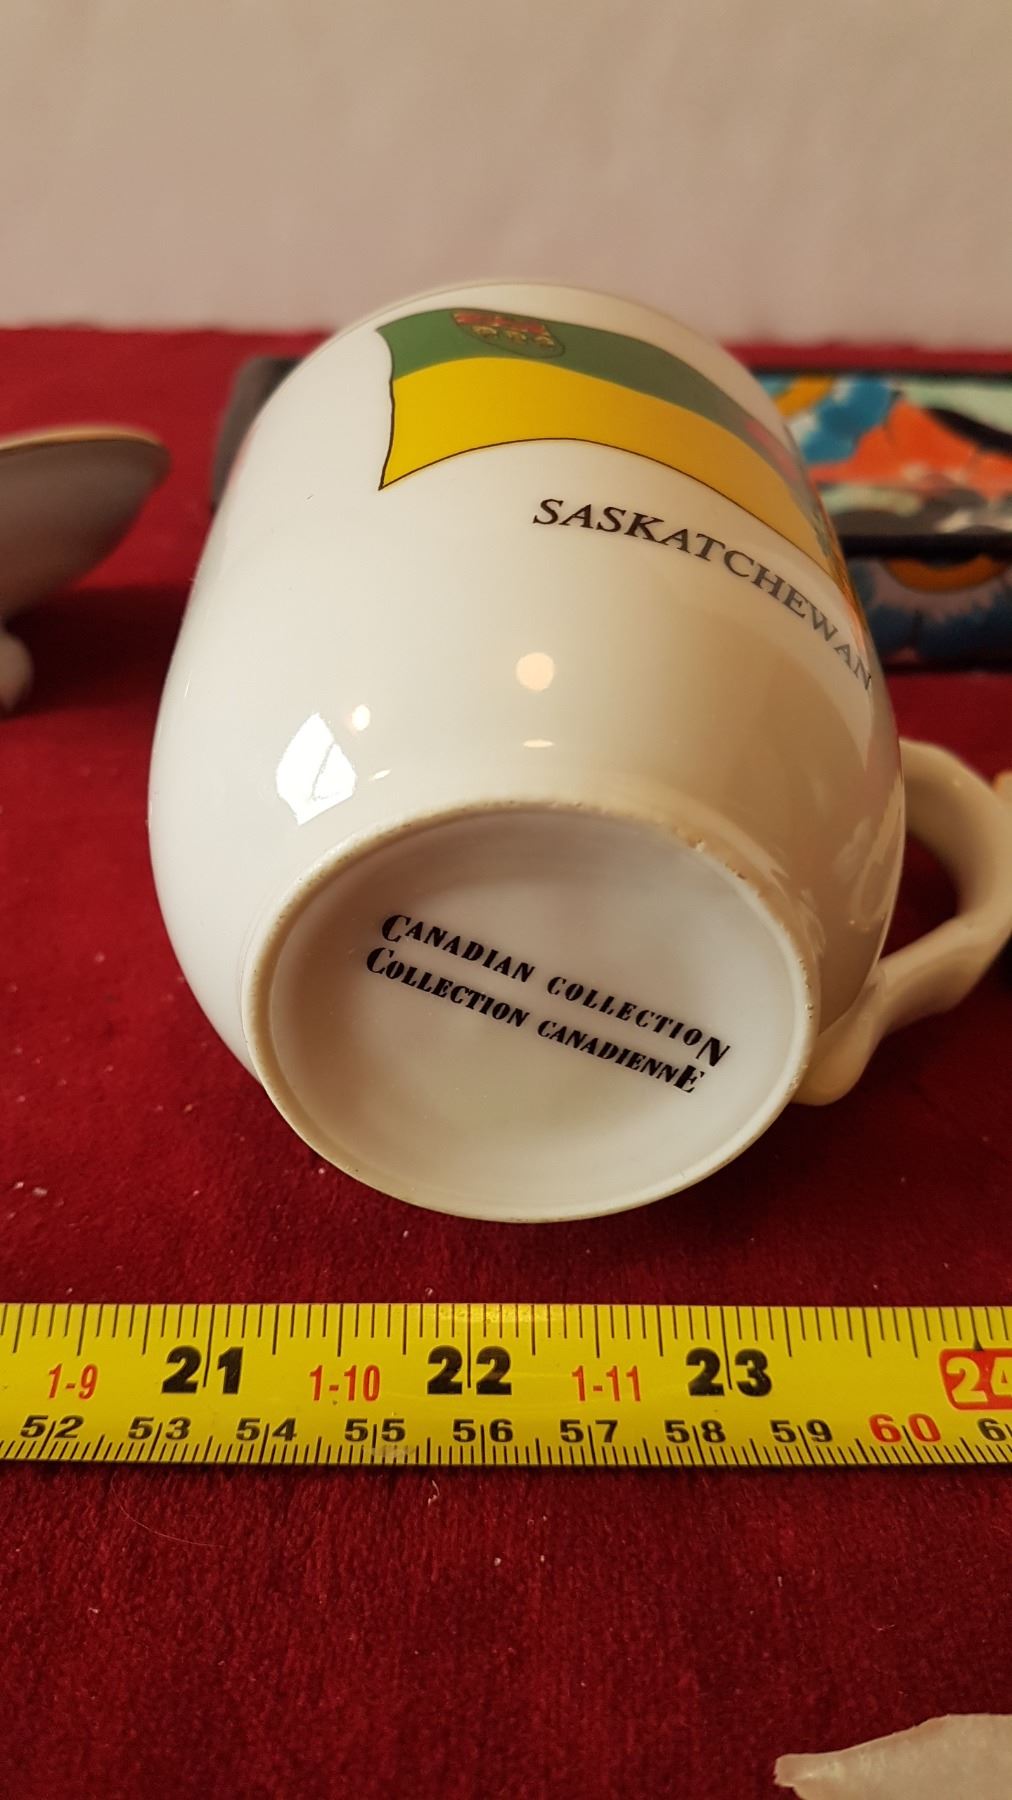 SASKATCHEWAN
CANADIAN COLLECTION
COLLECTION CANADIENNE
1-9 21 1-10 22 1-11 23 24
52 53 54 55 56 57 58 59 60